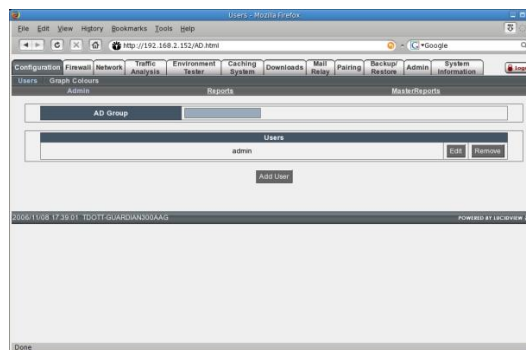 Users - Mozilla Firefox
File Edit View History Bookmarks Tools Help
http://192.168.2.152/AD.html
Google
Configuration Firewall Network Traffic Analysis Environment Tester Caching System Downloads Mail Relay Pairing Backup/ Restore Admin System Information
Users Graph Colours
Admin Reports MasterReports
AD Group
Users
admin Edit Remove
Add User
2006/11/08 17:39:01 TDOTT-GUARDIAN300AAG POWERED BY LUCIDVIEW
Done